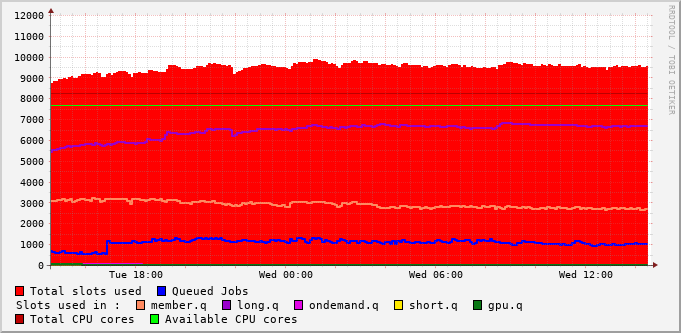 12000
11000
10000
9000
8000
7000
6000
5000
4000
3000
2000
1000
0
Tue 18:00 Wed 00:00 Wed 06:00 Wed 12:00
RRDTOOL / TOBI OETIKER
Total slots used Queued Jobs
Slots used in : member.q long.q ondemand.q short.q gpu.q
Total CPU cores Available CPU cores